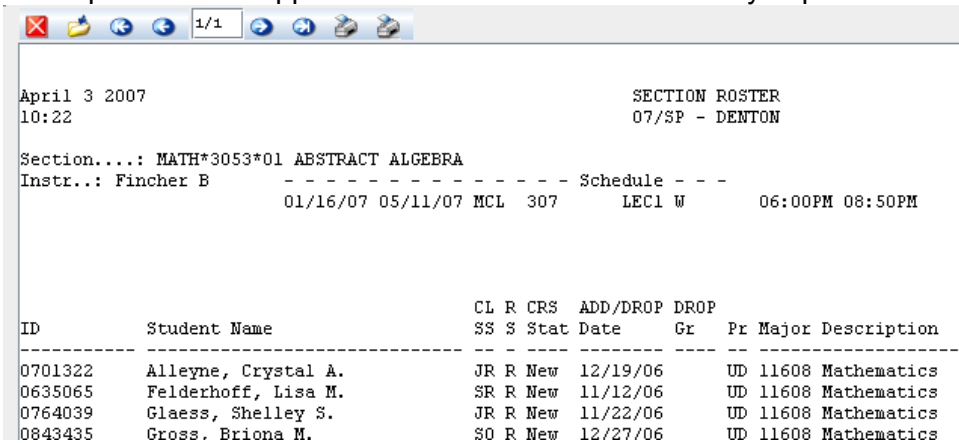 1/1
April 3 2007 SECTION ROSTER
10:22 07/SP - DENTON
Section....: MATH*3053*01 ABSTRACT ALGEBRA
Instr..: Fincher B - - - - - - - - - - - - - - Schedule - - -
01/16/07 05/11/07 MCL 307 LEC1 W 06:00PM 08:50PM
CL R CRS ADD/DROP DROP
ID Student Name SS S Stat Date Gr Pr Major Description
----------- ------------------------------ -- - ---- -------- ---- -- -------------------
0701322 Alleyne, Crystal A. JR R New 12/19/06 UD 11608 Mathematics
0635065 Felderhoff, Lisa M. SR R New 11/12/06 UD 11608 Mathematics
0764039 Glaess, Shelley S. JR R New 11/22/06 UD 11608 Mathematics
0843435 Gross, Briona M. SO R New 12/27/06 UD 11608 Mathematics